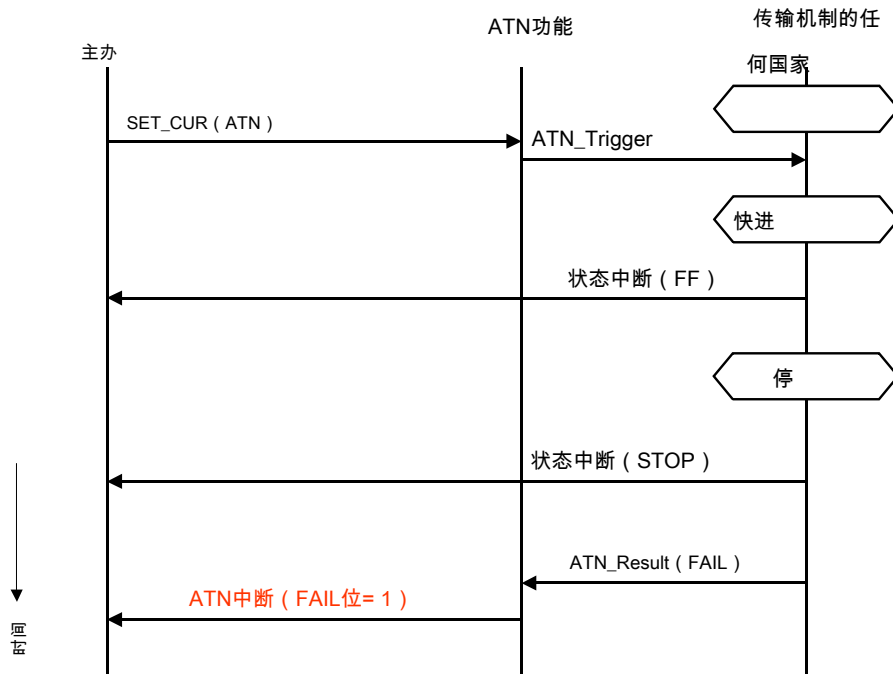 ATN功能
传输机制的任
主办
何国家
SET_CUR（ATN）
ATN_Trigger
快进
状态中断（FF）
停
状态中断（STOP）
ATN_Result（FAIL）
ATN中断（FAIL位= 1 ）
时间